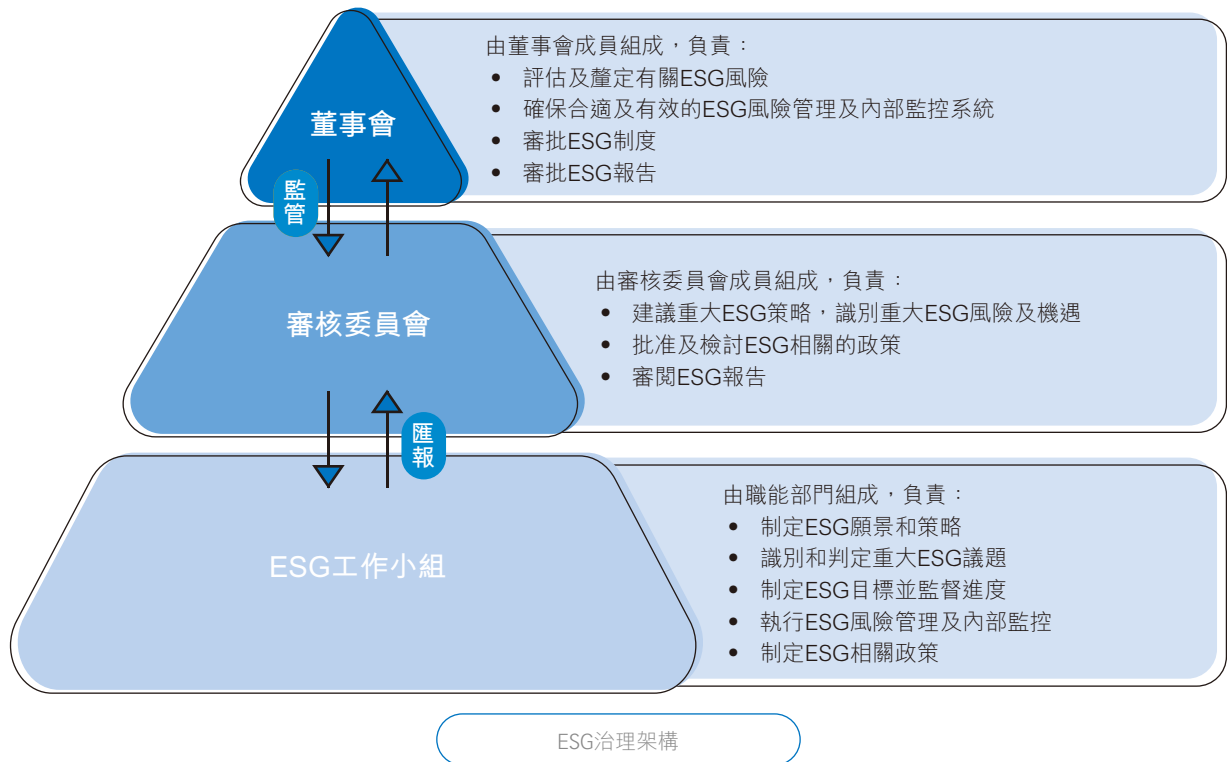 董事會
由董事會成員組成，負責：
• 評估及釐定有關ESG風險
• 確保合適及有效的ESG風險管理及內部監控系統
• 審批ESG制度
• 審批ESG報告
監管
審核委員會
由審核委員會成員組成，負責：
• 建議重大ESG策略，識別重大ESG風險及機遇
• 批准及檢討ESG相關的政策
• 審閱ESG報告
匯報
ESG工作小組
由職能部門組成，負責：
• 制定ESG願景和策略
• 識別和判定重大ESG議題
• 制定ESG目標並監督進度
• 執行ESG風險管理及內部監控
• 制定ESG相關政策
ESG治理架構